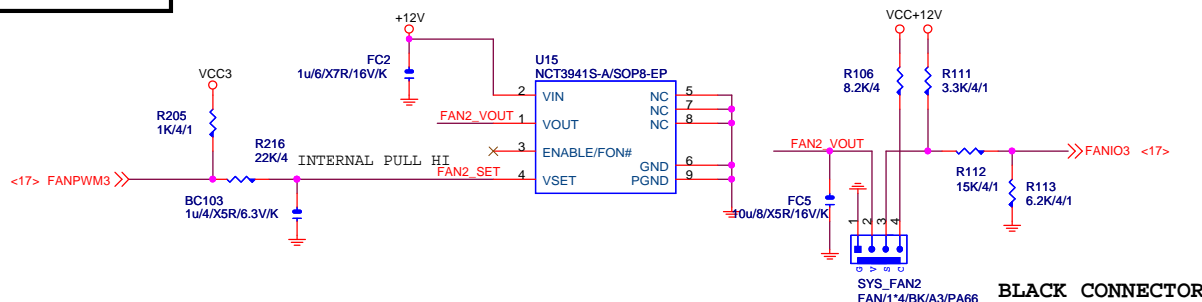 +12V
FC2
1u/6/X7R/16V/K
U15
NCT3941S-A/SOP8-EP
2 VIN
1 VOUT
3 ENABLE/FON#
4 VSET
NC 5
NC 7
NC 8
GND 6
PGND 9
FAN2_VOUT
FAN2_SET
INTERNAL PULL HI
VCC3
R205
1K/4/1
R216
22K/4
<17> FANPWM3
BC103
1u/4/X5R/6.3V/K
VCC +12V
R106
8.2K/4
R111
3.3K/4/1
FAN2_VOUT
FANIO3 <17>
R112
15K/4/1
R113
6.2K/4/1
FC5
10u/8/X5R/16V/K
1 2 3 4
G V S C
SYS_FAN2
FAN/1*4/BK/A3/PA66
BLACK CONNECTOR